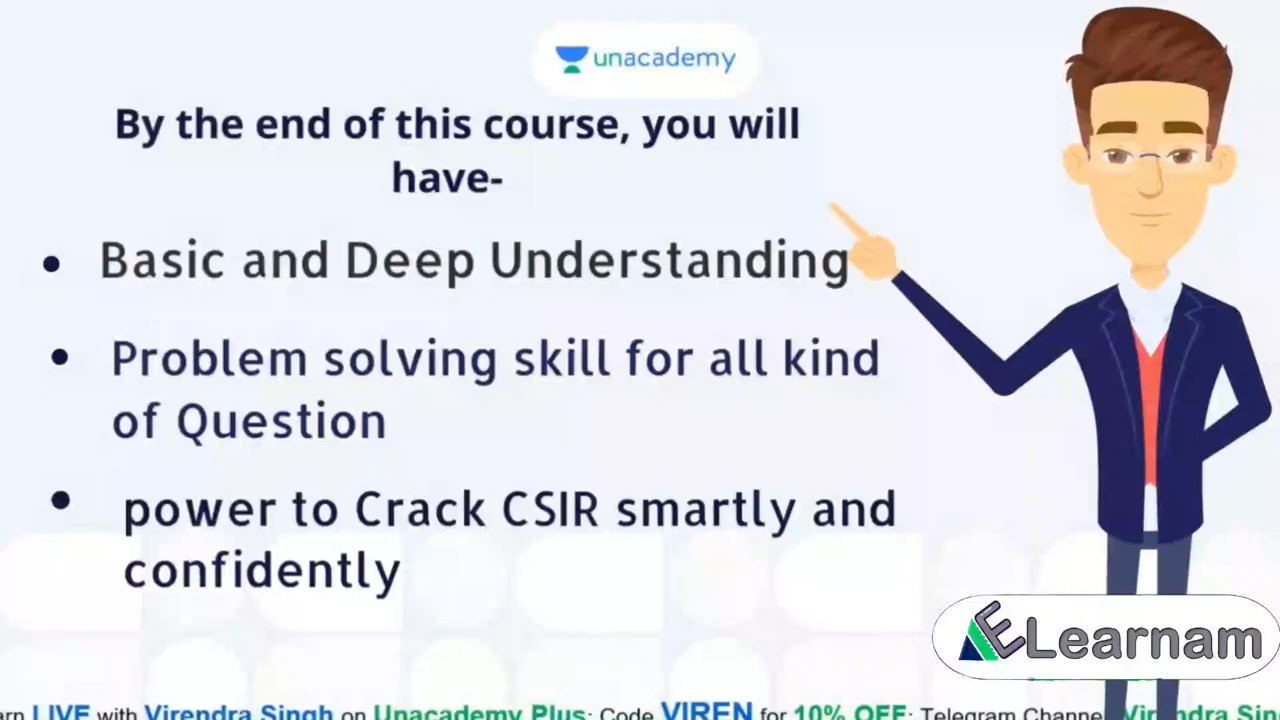 unacademy
By the end of this course, you will
have-
• Basic and Deep Understanding
• Problem solving skill for all kind
of Question
• power to Crack CSIR smartly and
confidently
ELearnam
LIVE with Virendra Singh on Unacademy Plus; Code VIREN for 10% OFF; Telegram Channel